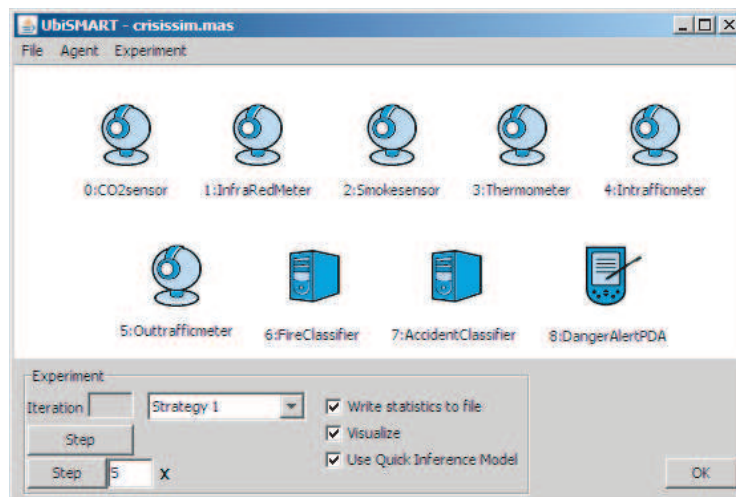 UbiSMART - crisissim.mas
File Agent Experiment
0:CO2sensor 1:InfraRedMeter 2:Smokesensor 3:Thermometer 4:Intrafficmeter
5:Outtrafficmeter 6:FireClassifier 7:AccidentClassifier 8:DangerAlertPDA
Experiment
Iteration Strategy 1 Write statistics to file
Step Visualize
Use Quick Inference Model
Step 5 x OK